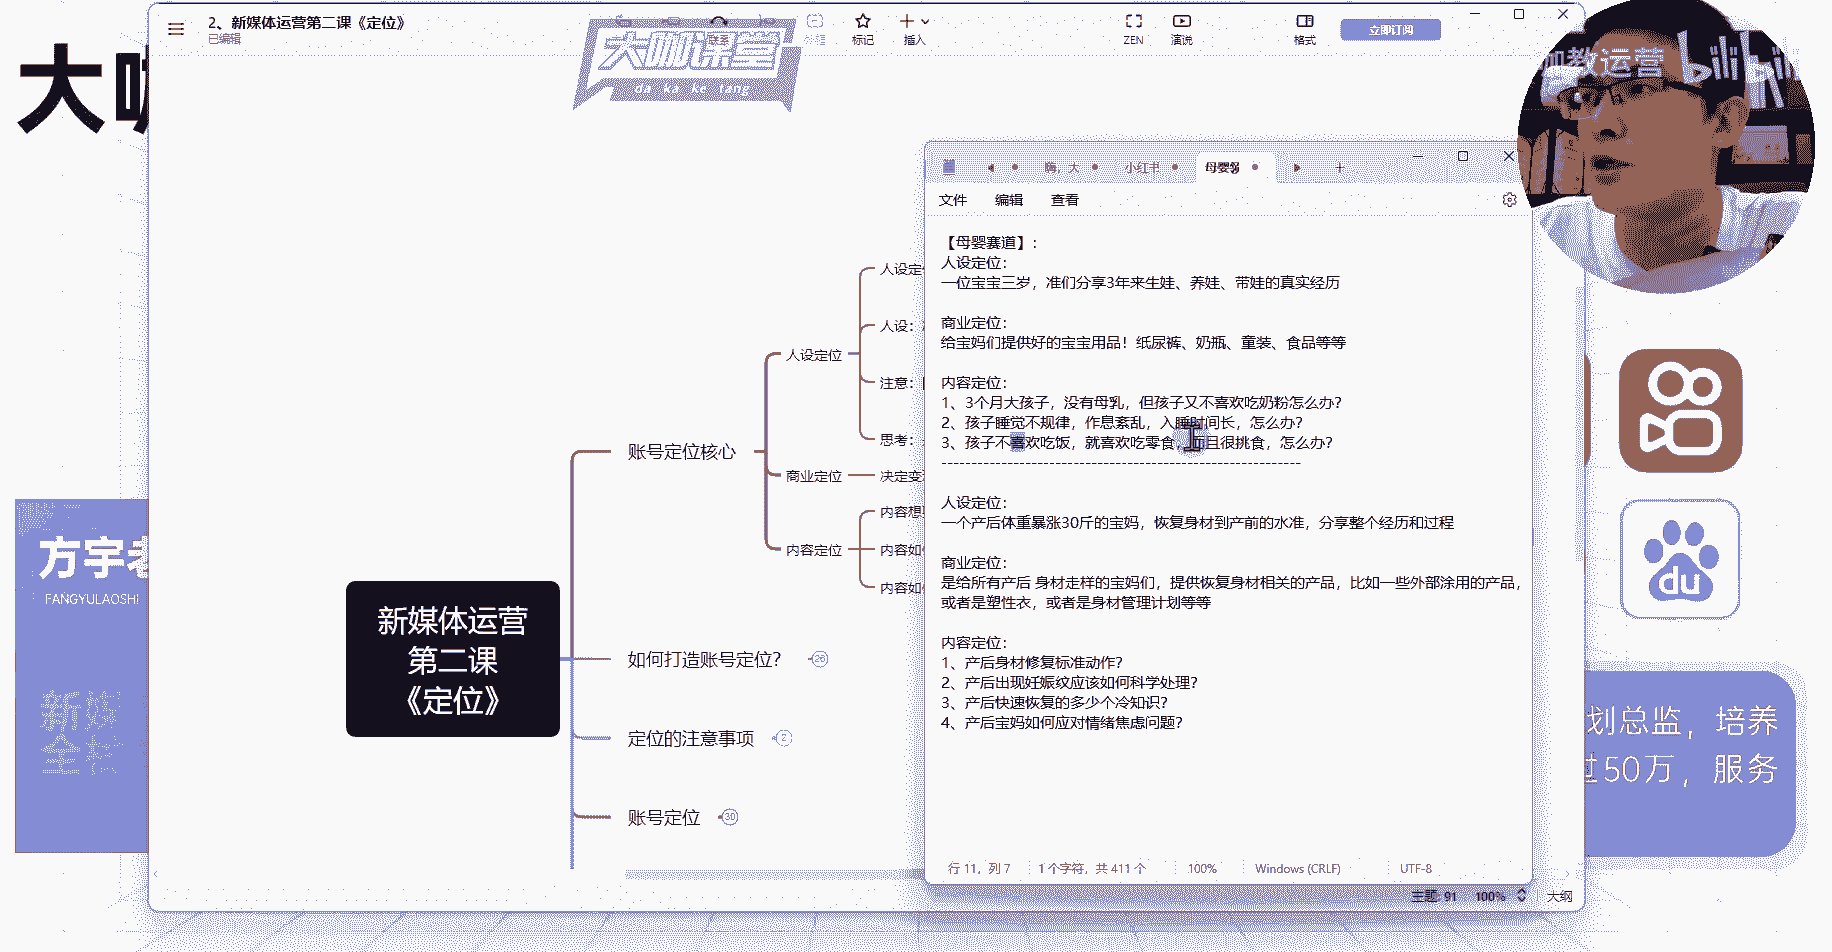 2、新媒体运营第二课《定位》
已编辑
联系
标记
插入
ZEN
演说
格式
立即订阅
大咖课堂
da ka ke tang
咖教运营 bilibili
大咖
嗨，大
小红书
母婴
文件
编辑
查看
【母婴赛道】：
人设定位：
一位宝宝三岁，准们分享3年来生娃、养娃、带娃的真实经历
商业定位：
给宝妈们提供好的宝宝用品！纸尿裤、奶瓶、童装、食品等等
内容定位：
1、3个月大孩子，没有母乳，但孩子又不喜欢吃奶粉怎么办？
2、孩子睡觉不规律，作息紊乱，入睡时间长，怎么办？
3、孩子不喜欢吃饭，就喜欢吃零食，而且很挑食，怎么办？
------------------------------------------------------------
人设定位：
一个产后体重暴涨30斤的宝妈，恢复身材到产前的水准，分享整个经历和过程
商业定位：
是给所有产后 身材走样的宝妈们，提供恢复身材相关的产品，比如一些外部涂用的产品，
或者是塑性衣，或者是身材管理计划等等
内容定位：
1、产后身材修复标准动作？
2、产后出现妊娠纹应该如何科学处理？
3、产后快速恢复的多少个冷知识？
4、产后宝妈如何应对情绪焦虑问题？
行 11，列 7
1 个字符，共 411 个
100%
Windows (CRLF)
UTF-8
人设定
人设：
人设定位
注意：
思考：
账号定位核心
商业定位
决定变
内容想
内容定位
内容如
内容如
新媒体运营
第二课
《定位》
如何打造账号定位？
26
定位的注意事项
2
账号定位
30
方宇老
FANGYULAOSHI
新媒
全栈
du
划总监，培养
过50万，服务
主题: 91
100%
大纲